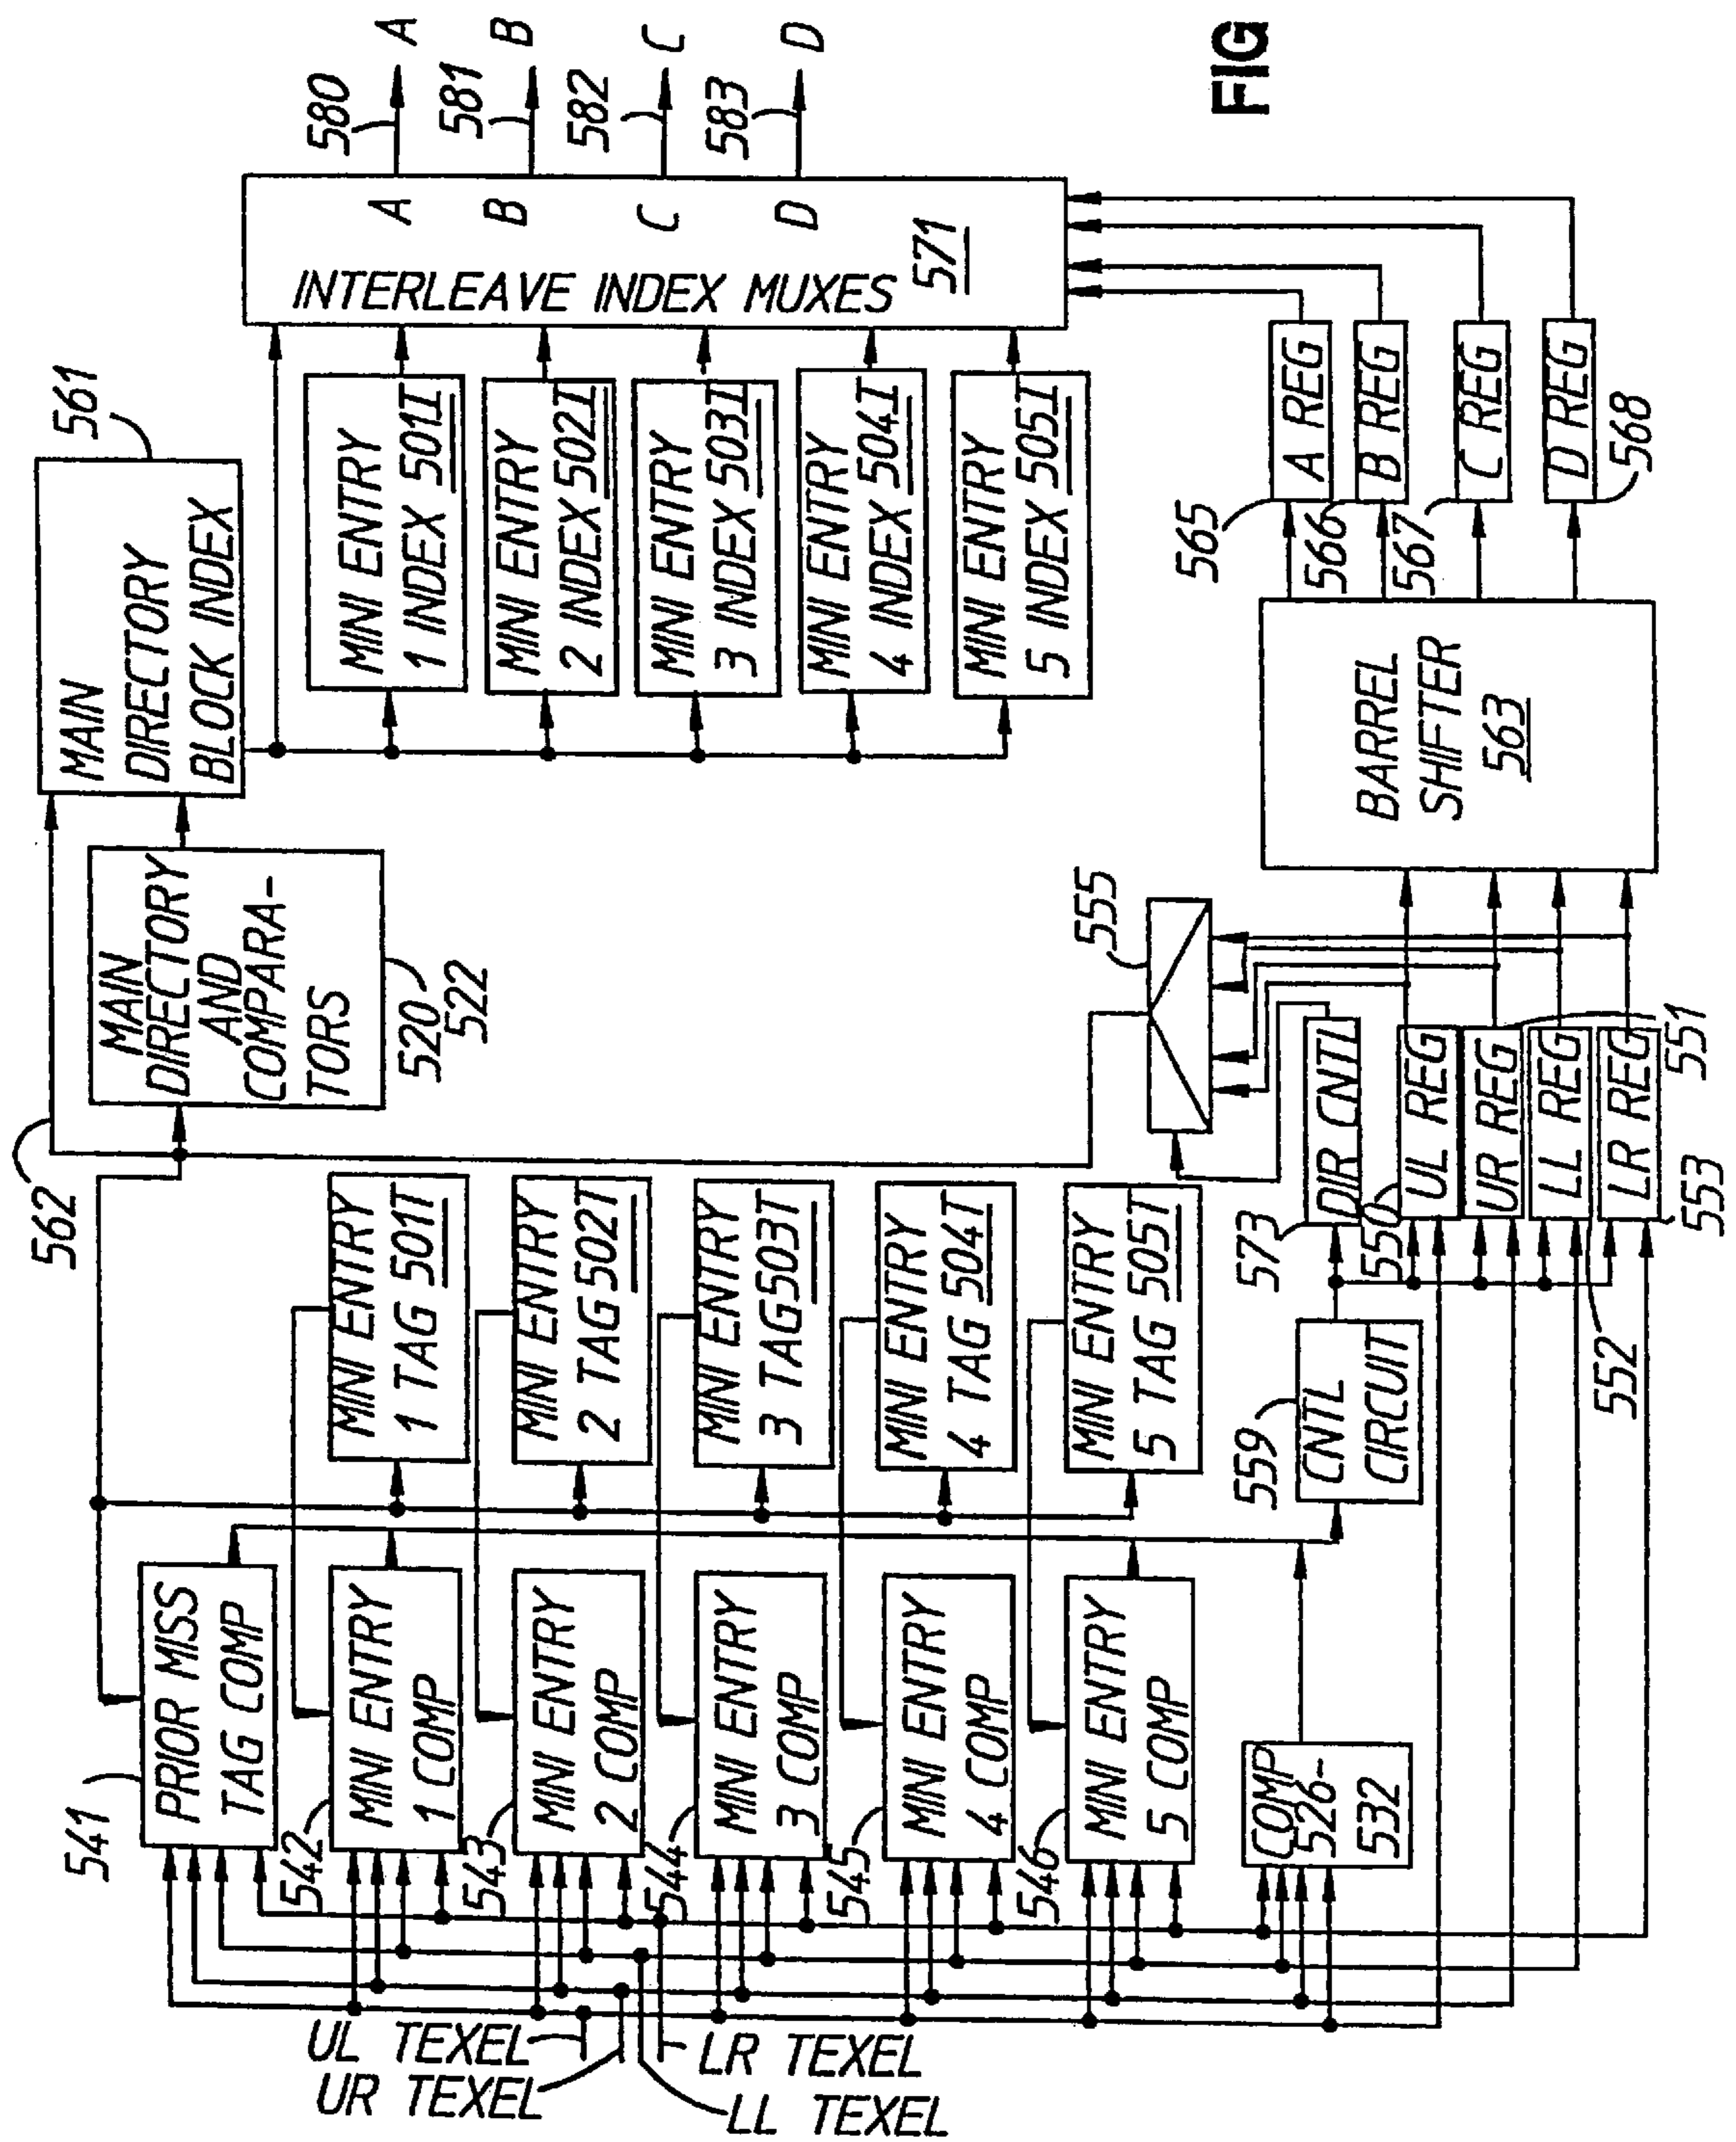 541
PRIOR MISS
TAG COMP
542
MINI ENTRY
1 COMP
543
MINI ENTRY
2 COMP
544
MINI ENTRY
3 COMP
545
MINI ENTRY
4 COMP
546
MINI ENTRY
5 COMP
COMP
526-
532
UL TEXEL
UR TEXEL
LR TEXEL
LL TEXEL
562
MINI ENTRY
1 TAG 501T
MINI ENTRY
2 TAG 502T
MINI ENTRY
3 TAG 503T
MINI ENTRY
4 TAG 504T
MINI ENTRY
5 TAG 505T
559
CNTL
CIRCUIT
MAIN
DIRECTORY
AND
COMPARA-
TORS
520
522
555
573
DIR CNTL
550
UL REG
UR REG
LL REG
LR REG
551
552
553
MAIN
DIRECTORY
BLOCK INDEX
561
MINI ENTRY
1 INDEX 501I
MINI ENTRY
2 INDEX 502I
MINI ENTRY
3 INDEX 503I
MINI ENTRY
4 INDEX 504I
MINI ENTRY
5 INDEX 505I
BARREL
SHIFTER
563
565
A REG
566
B REG
567
C REG
D REG
568
INTERLEAVE INDEX MUXES
571
A
B
C
D
580
A
581
B
582
C
583
D
FIG